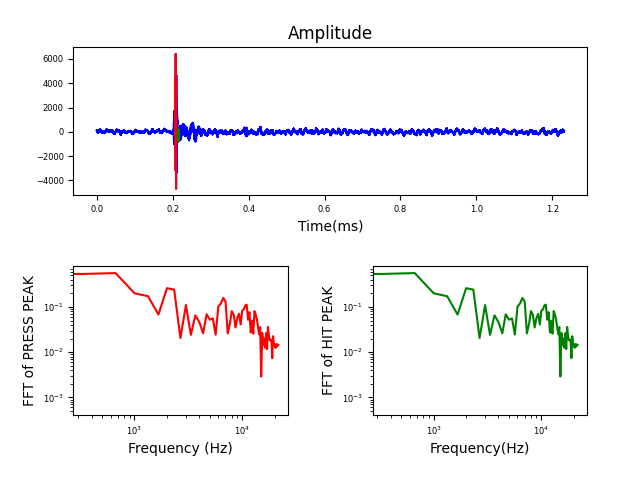 Amplitude
6000
4000
2000
0
−2000
−4000
0.0 0.2 0.4 0.6 0.8 1.0 1.2
Time(ms)
FFT of PRESS PEAK
10⁻¹
10⁻²
10⁻³
10³ 10⁴
Frequency (Hz)
FFT of HIT PEAK
10⁻¹
10⁻²
10⁻³
10³ 10⁴
Frequency(Hz)